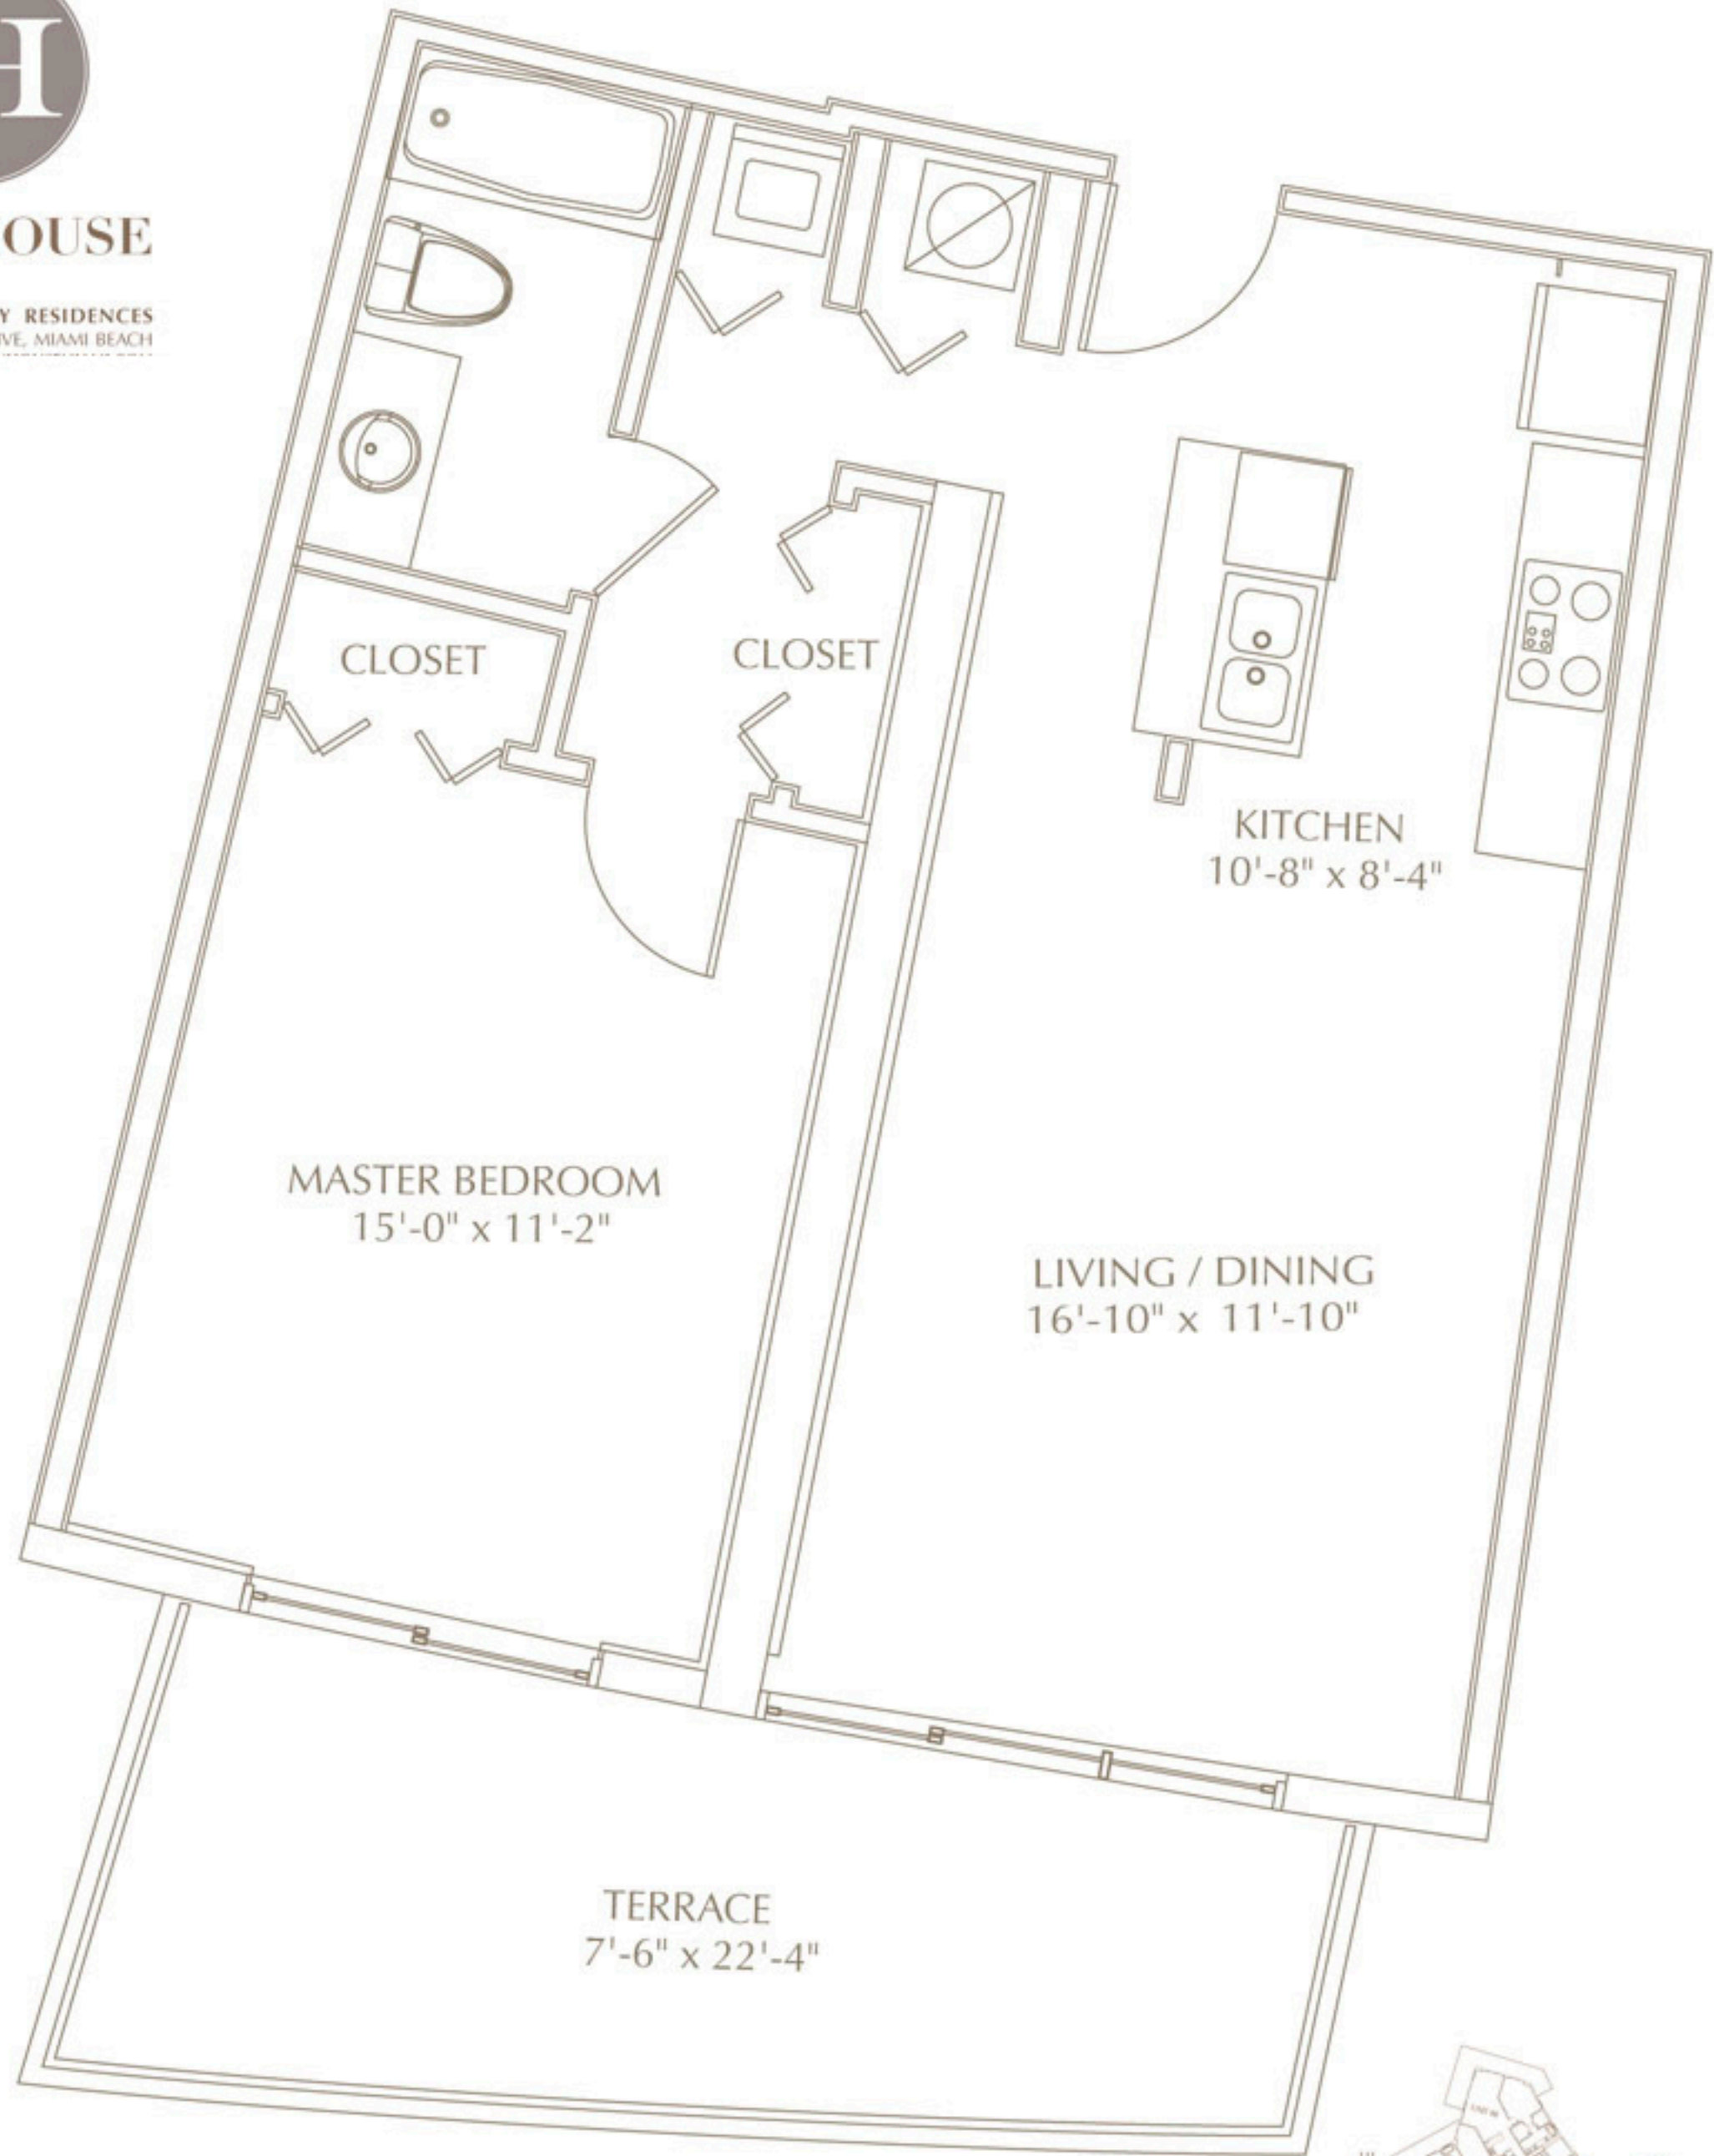 H
OUSE
Y RESIDENCES
IVE, MIAMI BEACH
CLOSET
CLOSET
KITCHEN
10'-8" x 8'-4"
MASTER BEDROOM
15'-0" x 11'-2"
LIVING / DINING
16'-10" x 11'-10"
TERRACE
7'-6" x 22'-4"